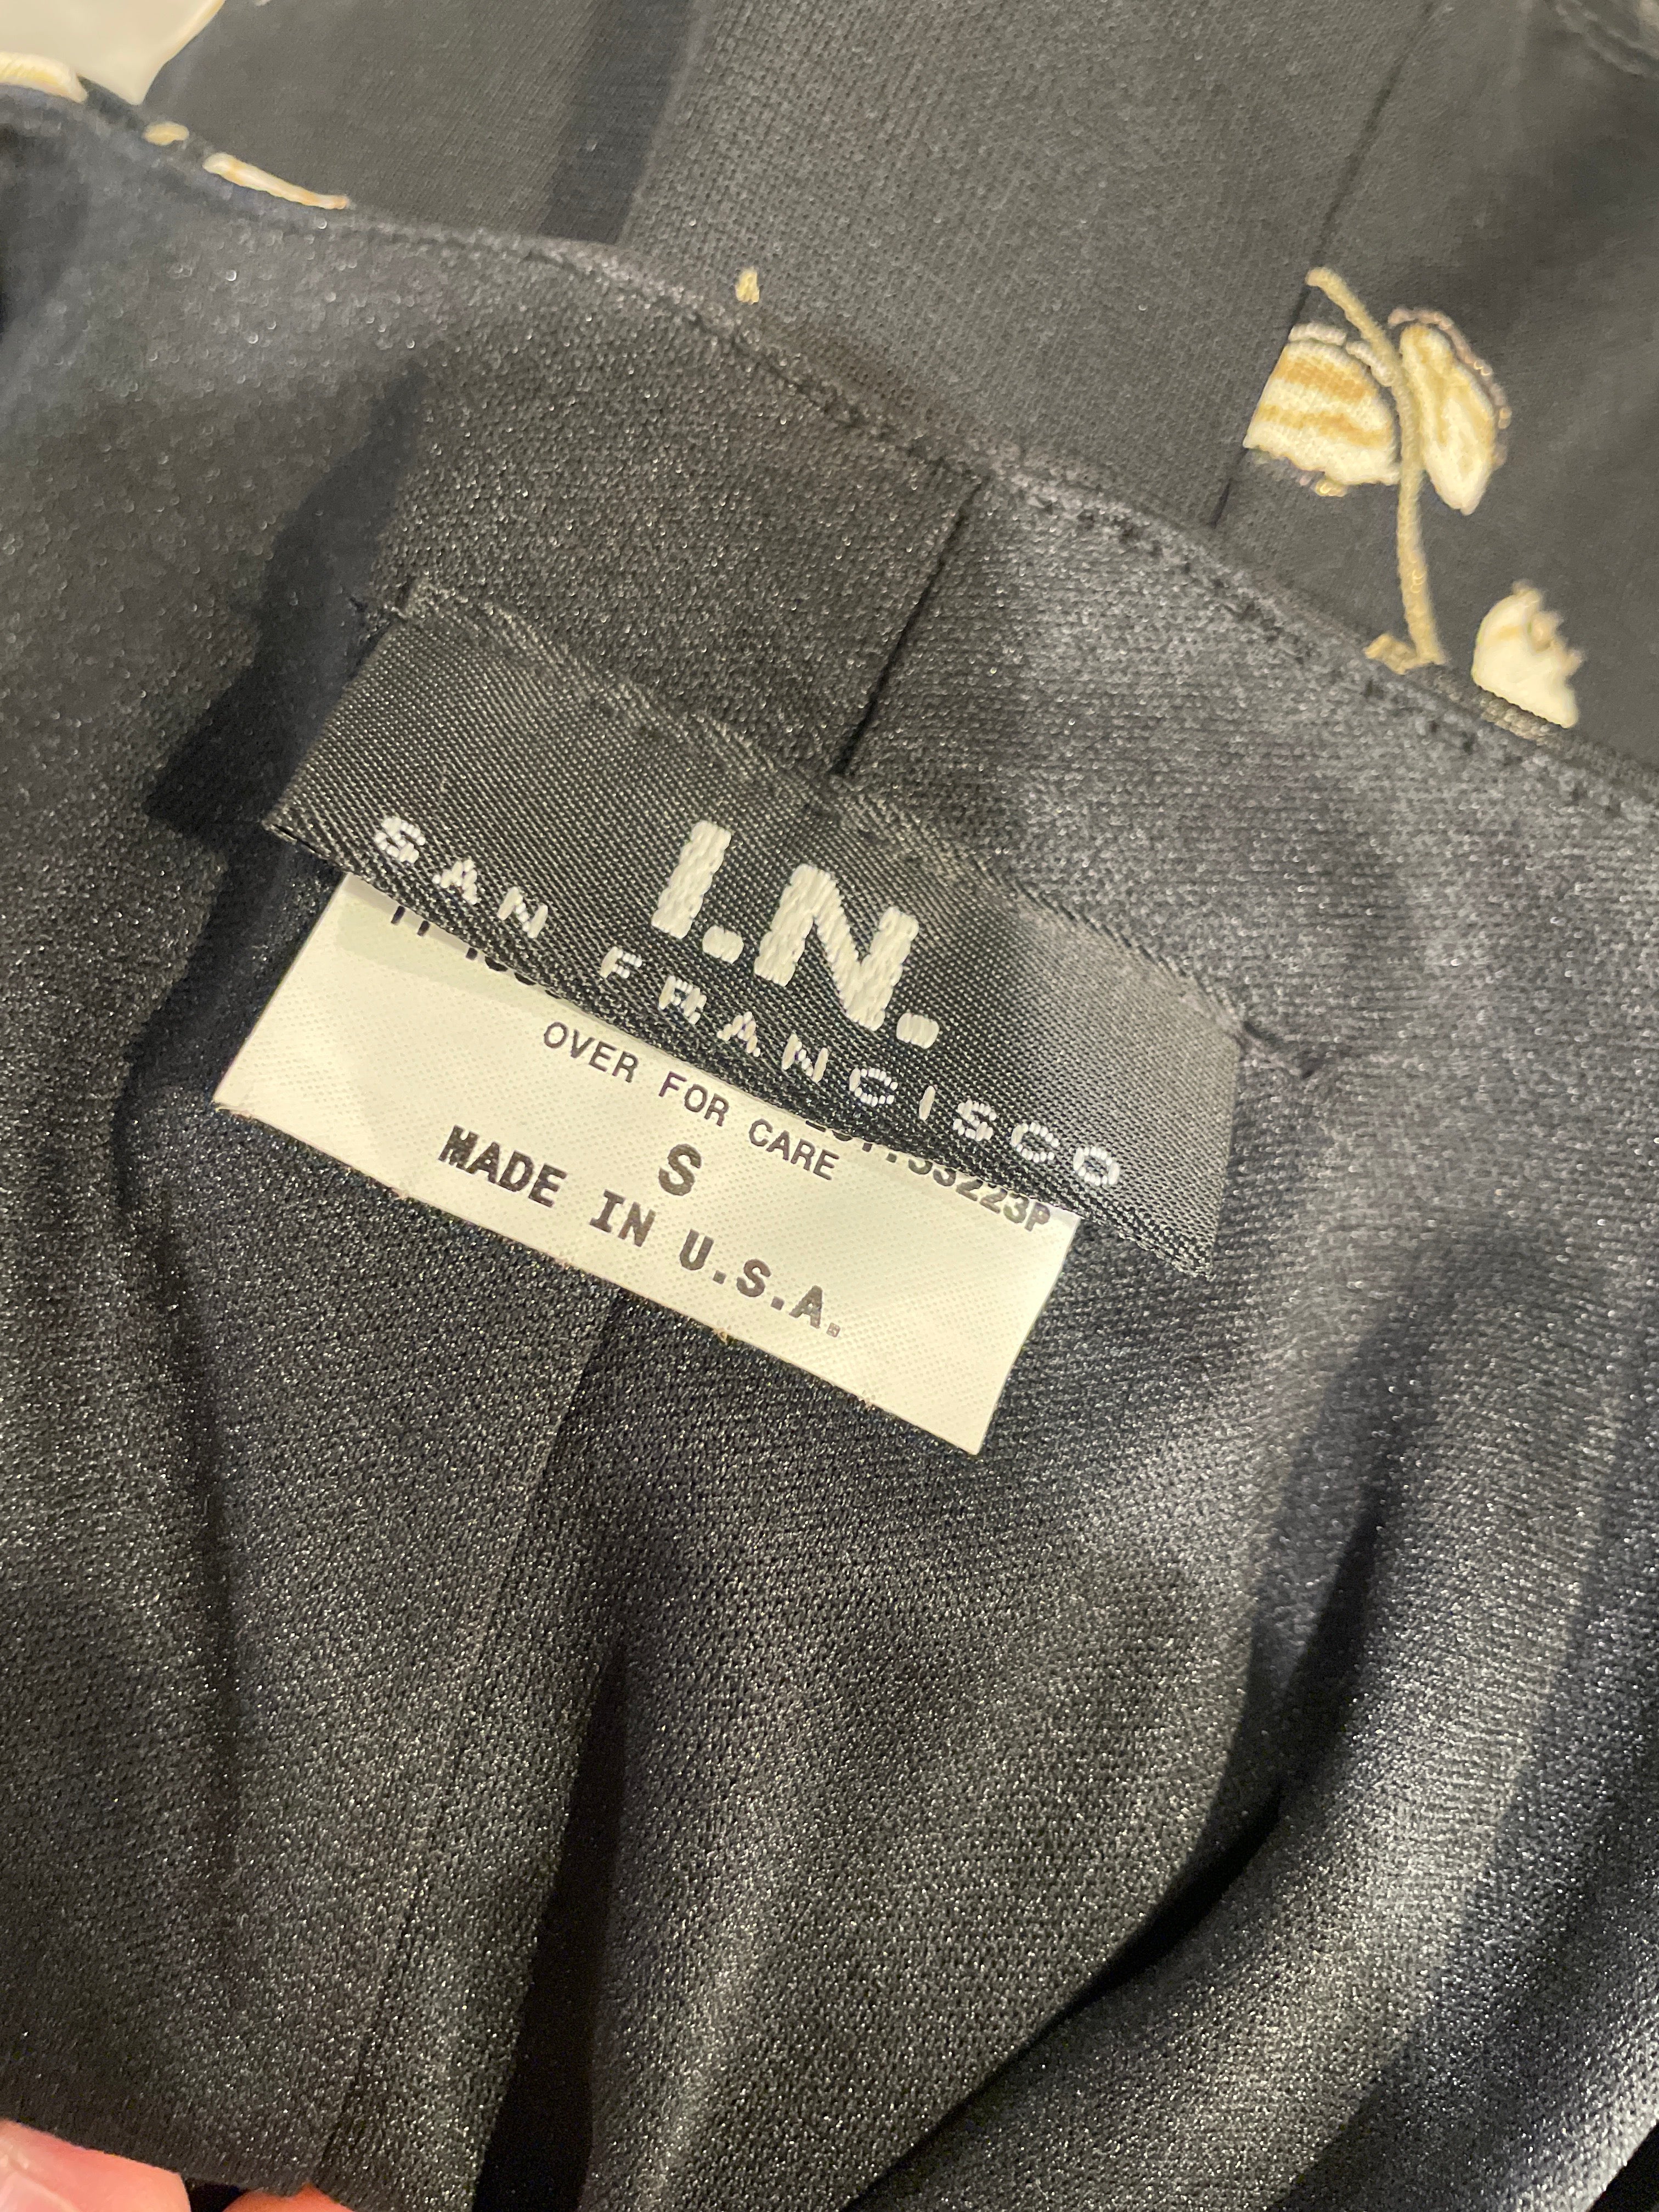 I.N.
SAN FRANCISCO
OVER FOR CARE
S
MADE IN U.S.A.